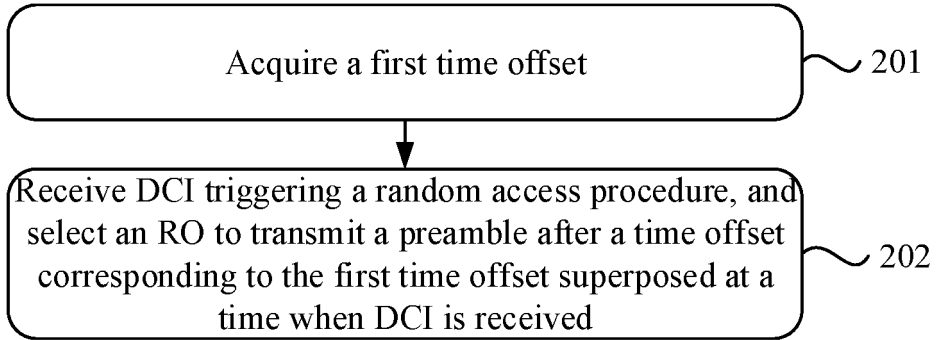 Acquire a first time offset
201
Receive DCI triggering a random access procedure, and
select an RO to transmit a preamble after a time offset
corresponding to the first time offset superposed at a
time when DCI is received
202